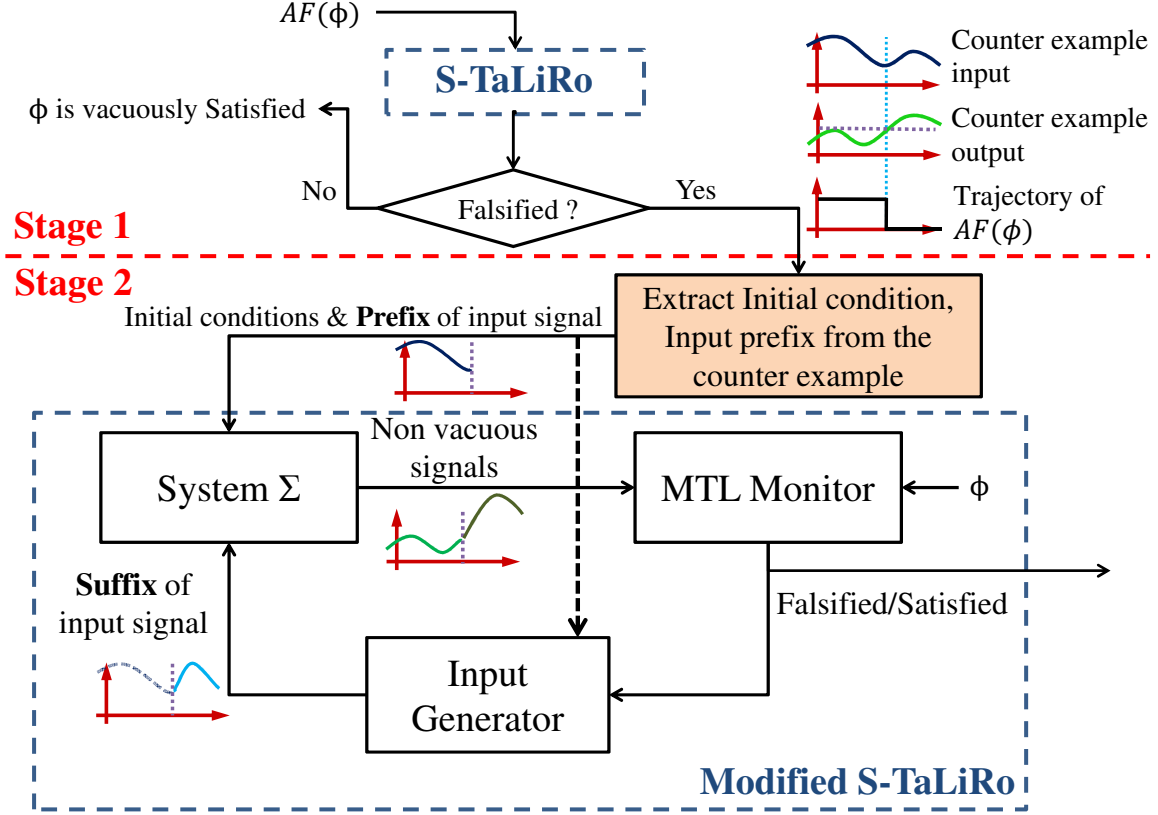 AF(ϕ)
S-TaLiRo
ϕ is vacuously Satisfied
No
Falsified ?
Yes
Counter example
input
Counter example
output
Trajectory of
AF(ϕ)
Stage 1
Stage 2
Extract Initial condition,
Input prefix from the
counter example
Initial conditions & Prefix of input signal
System Σ
Non vacuous
signals
MTL Monitor
ϕ
Falsified/Satisfied
Suffix of
input signal
Input
Generator
Modified S-TaLiRo